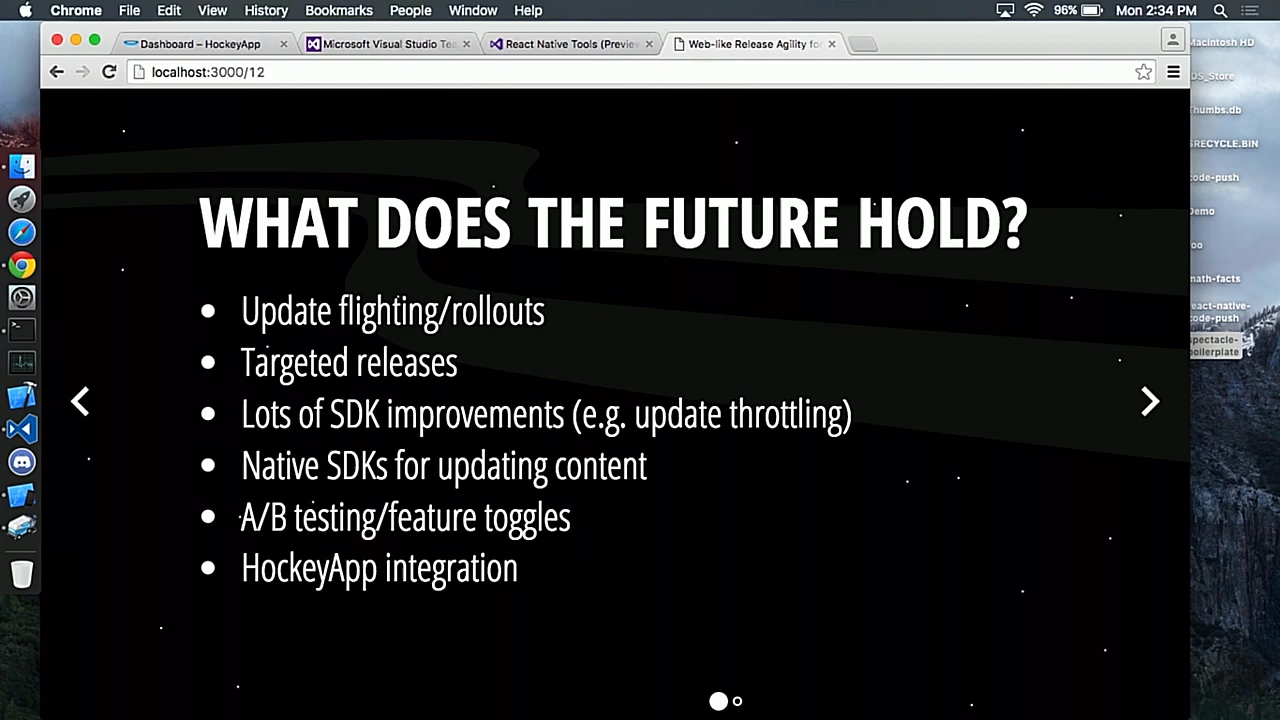 Chrome File Edit View History Bookmarks People Window Help 96% Mon 2:34 PM
Dashboard – HockeyApp
Microsoft Visual Studio Tea
React Native Tools (Preview
Web-like Release Agility for
localhost:3000/12
WHAT DOES THE FUTURE HOLD?
• Update flighting/rollouts
• Targeted releases
• Lots of SDK improvements (e.g. update throttling)
• Native SDKs for updating content
• A/B testing/feature toggles
• HockeyApp integration
Macintosh HD
DS_Store
Thumbs.db
$RECYCLE.BIN
code-push
Demo
math-facts
react-native-
code-push
spectacle-
boilerplate